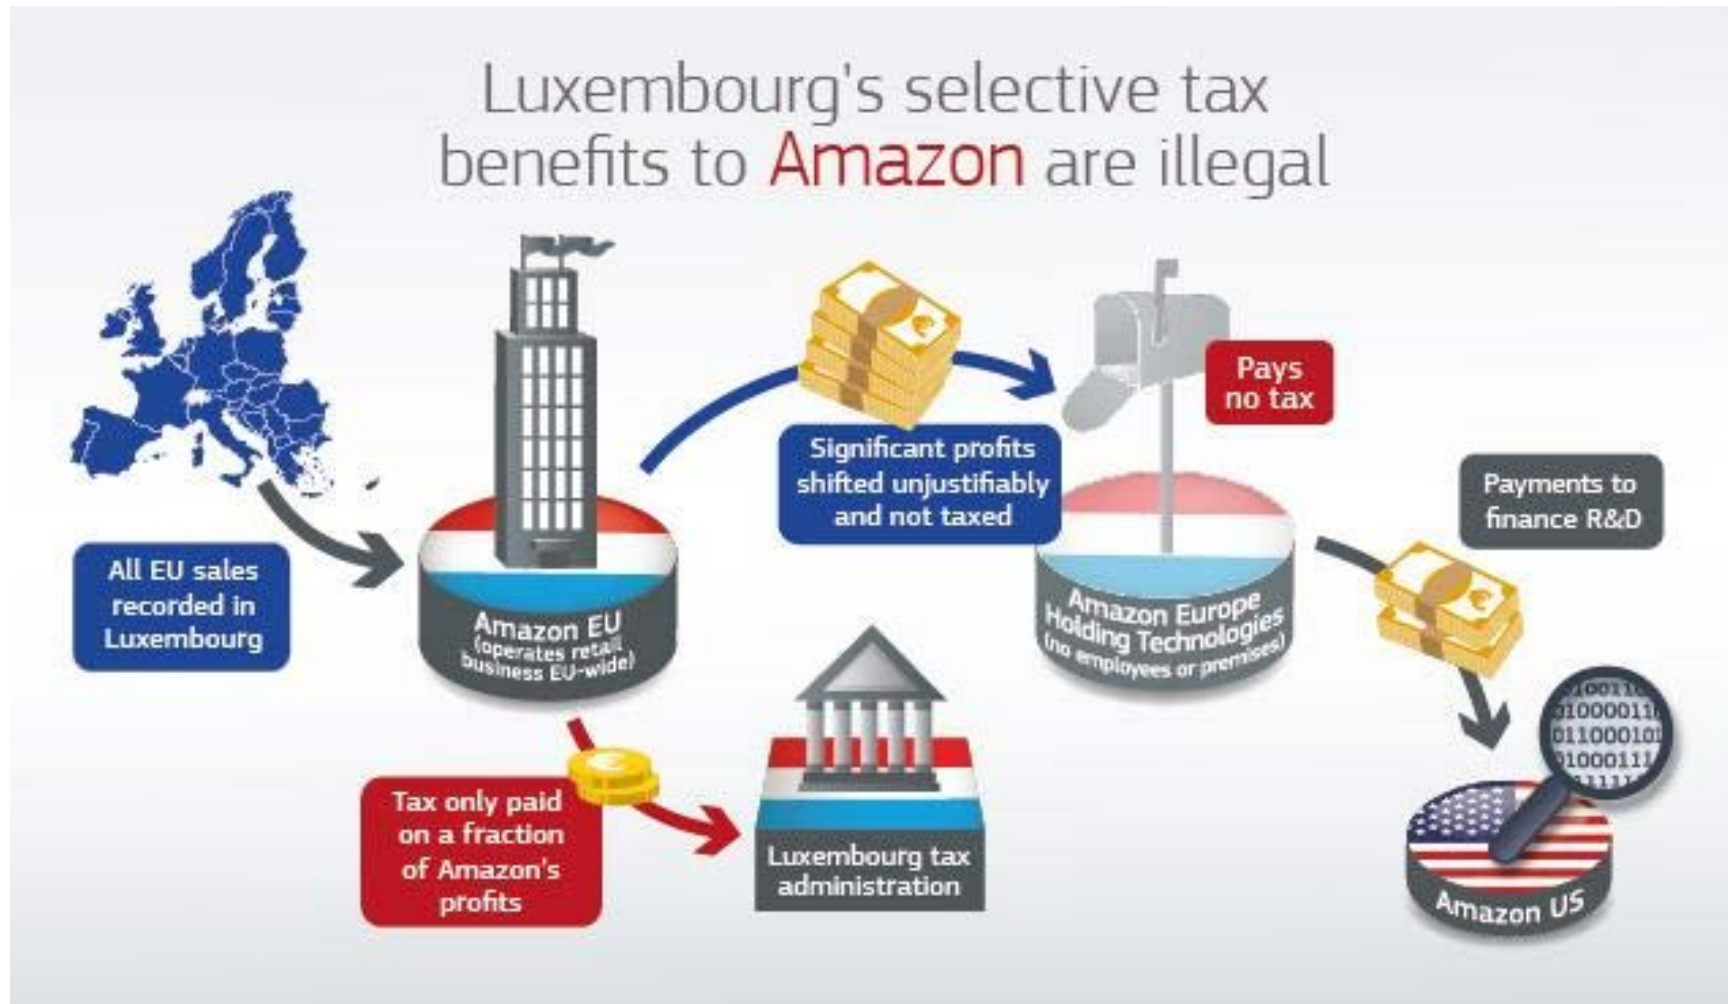 Luxembourg's selective tax
benefits to Amazon are illegal
All EU sales
recorded in
Luxembourg
Amazon EU
(operates retail
business EU-wide)
Significant profits
shifted unjustifiably
and not taxed
Pays
no tax
Amazon Europe
Holding Technologies
(no employees or premises)
Payments to
finance R&D
Tax only paid
on a fraction
of Amazon's
profits
Luxembourg tax
administration
Amazon US